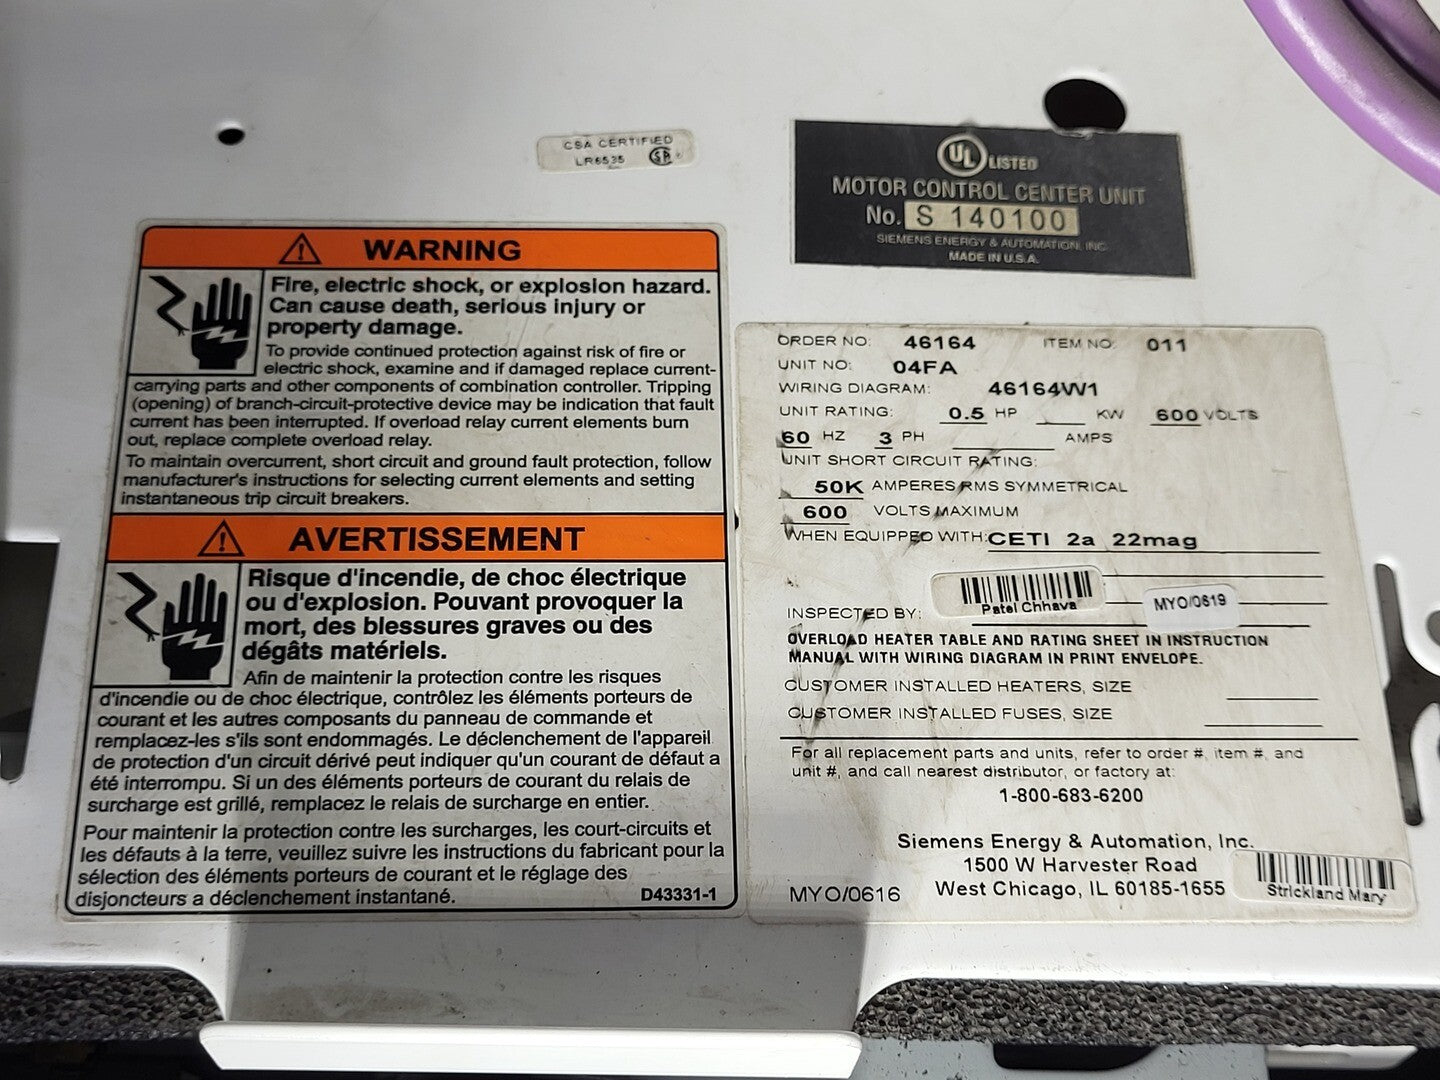 CSA CERTIFIED
LR6535
UL LISTED
MOTOR CONTROL CENTER UNIT
No. S 140100
SIEMENS ENERGY & AUTOMATION, INC.
MADE IN U.S.A.
WARNING
Fire, electric shock, or explosion hazard.
Can cause death, serious injury or
property damage.
To provide continued protection against risk of fire or
electric shock, examine and if damaged replace current-
carrying parts and other components of combination controller. Tripping
(opening) of branch-circuit-protective device may be indication that fault
current has been interrupted. If overload relay current elements burn
out, replace complete overload relay.
To maintain overcurrent, short circuit and ground fault protection, follow
manufacturer's instructions for selecting current elements and setting
instantaneous trip circuit breakers.
AVERTISSEMENT
Risque d'incendie, de choc électrique
ou d'explosion. Pouvant provoquer la
mort, des blessures graves ou des
dégâts matériels.
Afin de maintenir la protection contre les risques
d'incendie ou de choc électrique, contrôlez les éléments porteurs de
courant et les autres composants du panneau de commande et
remplacez-les s'ils sont endommagés. Le déclenchement de l'appareil
de protection d'un circuit dérivé peut indiquer qu'un courant de défaut a
été interrompu. Si un des éléments porteurs de courant du relais de
surcharge est grillé, remplacez le relais de surcharge en entier.
Pour maintenir la protection contre les surcharges, les court-circuits et
les défauts à la terre, veuillez suivre les instructions du fabricant pour la
sélection des éléments porteurs de courant et le réglage des
disjoncteurs a déclenchement instantané.
D43331-1
ORDER NO: 46164 ITEM NO: 011
UNIT NO: 04FA
WIRING DIAGRAM: 46164W1
UNIT RATING: 0.5 HP KW 600 VOLTS
60 HZ 3 PH AMPS
UNIT SHORT CIRCUIT RATING:
50K AMPERES RMS SYMMETRICAL
600 VOLTS MAXIMUM
WHEN EQUIPPED WITH: CETI 2a 22mag
INSPECTED BY: Patel Chhava MYO/0619
OVERLOAD HEATER TABLE AND RATING SHEET IN INSTRUCTION
MANUAL WITH WIRING DIAGRAM IN PRINT ENVELOPE.
CUSTOMER INSTALLED HEATERS, SIZE
CUSTOMER INSTALLED FUSES, SIZE
For all replacement parts and units, refer to order #, item #, and
unit #, and call nearest distributor, or factory at:
1-800-683-6200
Siemens Energy & Automation, Inc.
1500 W Harvester Road
West Chicago, IL 60185-1655
MYO/0616
Strickland Mary